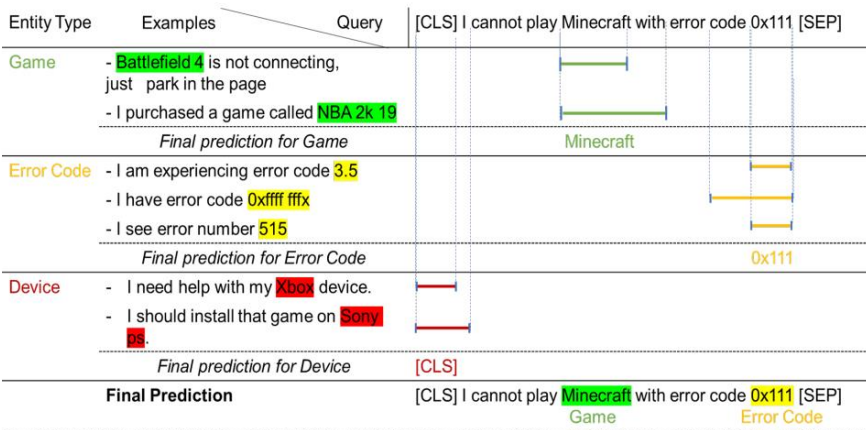 Entity Type Examples Query [CLS] I cannot play Minecraft with error code 0x111 [SEP]
Game - Battlefield 4 is not connecting,
just park in the page
- I purchased a game called NBA 2k 19
Final prediction for Game Minecraft
Error Code - I am experiencing error code 3.5
- I have error code 0xffff fffx
- I see error number 515
Final prediction for Error Code 0x111
Device - I need help with my Xbox device.
- I should install that game on Sony
ps.
Final prediction for Device [CLS]
Final Prediction [CLS] I cannot play Minecraft with error code 0x111 [SEP]
Game Error Code